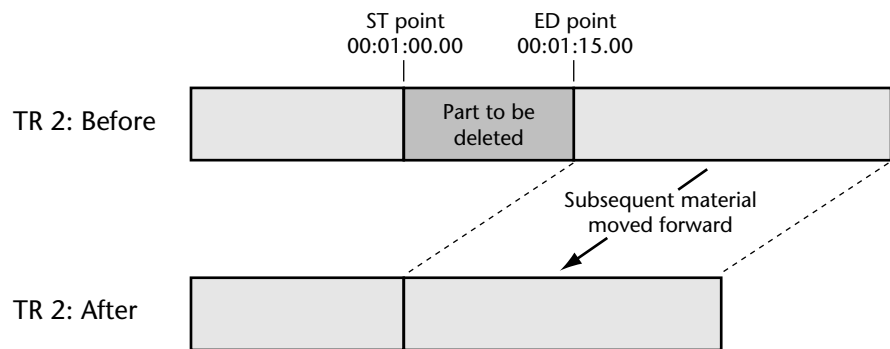 ST point
00:01:00.00
ED point
00:01:15.00
TR 2: Before
Part to be
deleted
Subsequent material
moved forward
TR 2: After